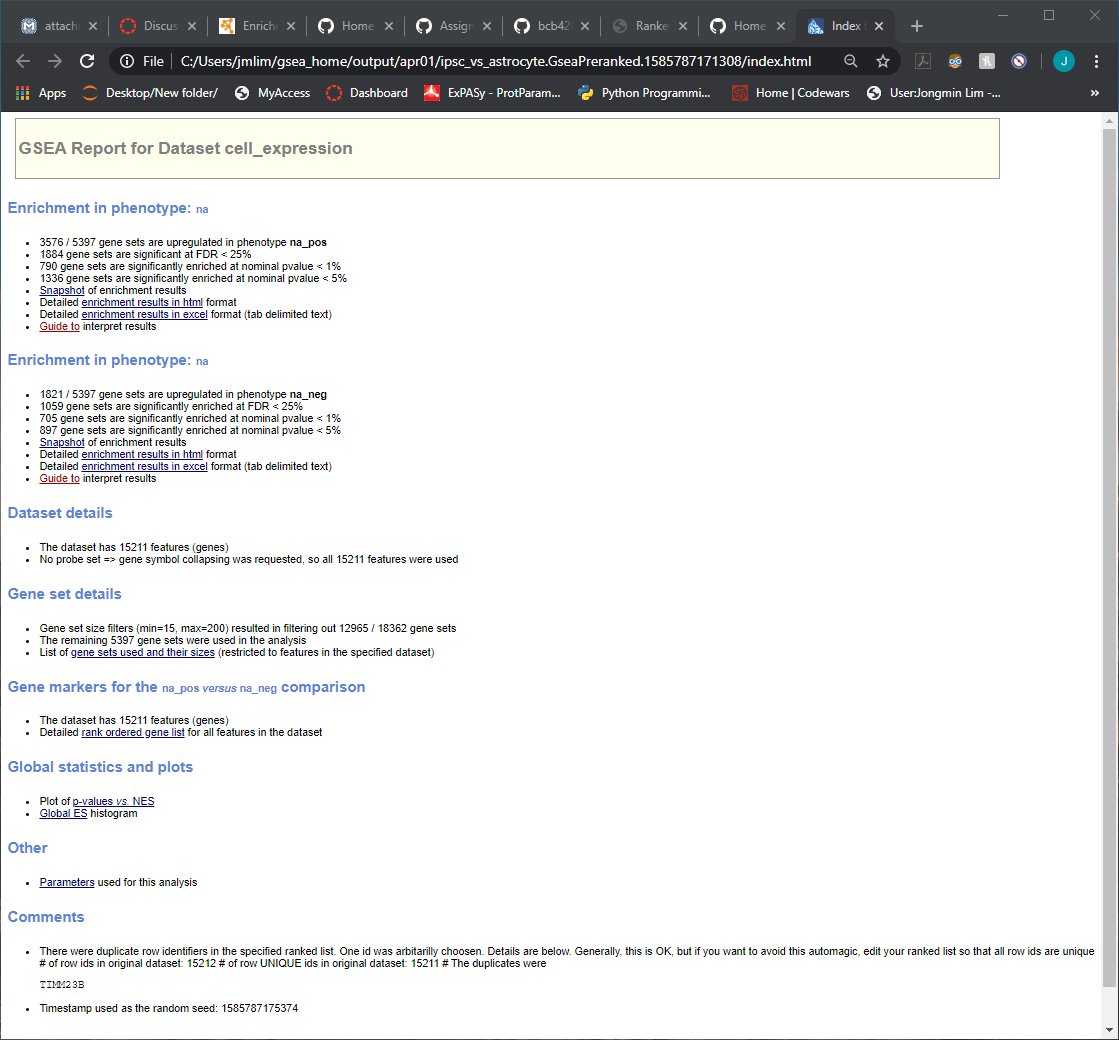 attach
Discus
Enrich
Home
Assign
bcb42
Ranke
Home
Index
File
C:/Users/jmlim/gsea_home/output/apr01/ipsc_vs_astrocyte.GseaPreranked.1585787171308/index.html
J
Apps
Desktop/New folder/
MyAccess
Dashboard
ExPASy - ProtParam...
Python Programmi...
Home | Codewars
User:Jongmin Lim -...
»
GSEA Report for Dataset cell_expression
Enrichment in phenotype: na
• 3576 / 5397 gene sets are upregulated in phenotype na_pos
• 1884 gene sets are significant at FDR < 25%
• 790 gene sets are significantly enriched at nominal pvalue < 1%
• 1336 gene sets are significantly enriched at nominal pvalue < 5%
• Snapshot of enrichment results
• Detailed enrichment results in html format
• Detailed enrichment results in excel format (tab delimited text)
• Guide to interpret results
Enrichment in phenotype: na
• 1821 / 5397 gene sets are upregulated in phenotype na_neg
• 1059 gene sets are significantly enriched at FDR < 25%
• 705 gene sets are significantly enriched at nominal pvalue < 1%
• 897 gene sets are significantly enriched at nominal pvalue < 5%
• Snapshot of enrichment results
• Detailed enrichment results in html format
• Detailed enrichment results in excel format (tab delimited text)
• Guide to interpret results
Dataset details
• The dataset has 15211 features (genes)
• No probe set => gene symbol collapsing was requested, so all 15211 features were used
Gene set details
• Gene set size filters (min=15, max=200) resulted in filtering out 12965 / 18362 gene sets
• The remaining 5397 gene sets were used in the analysis
• List of gene sets used and their sizes (restricted to features in the specified dataset)
Gene markers for the na_pos versus na_neg comparison
• The dataset has 15211 features (genes)
• Detailed rank ordered gene list for all features in the dataset
Global statistics and plots
• Plot of p-values vs. NES
• Global ES histogram
Other
• Parameters used for this analysis
Comments
• There were duplicate row identifiers in the specified ranked list. One id was arbitarilly choosen. Details are below. Generally, this is OK, but if you want to avoid this automagic, edit your ranked list so that all row ids are unique
# of row ids in original dataset: 15212 # of row UNIQUE ids in original dataset: 15211 # The duplicates were
TIMM23B
• Timestamp used as the random seed: 1585787175374